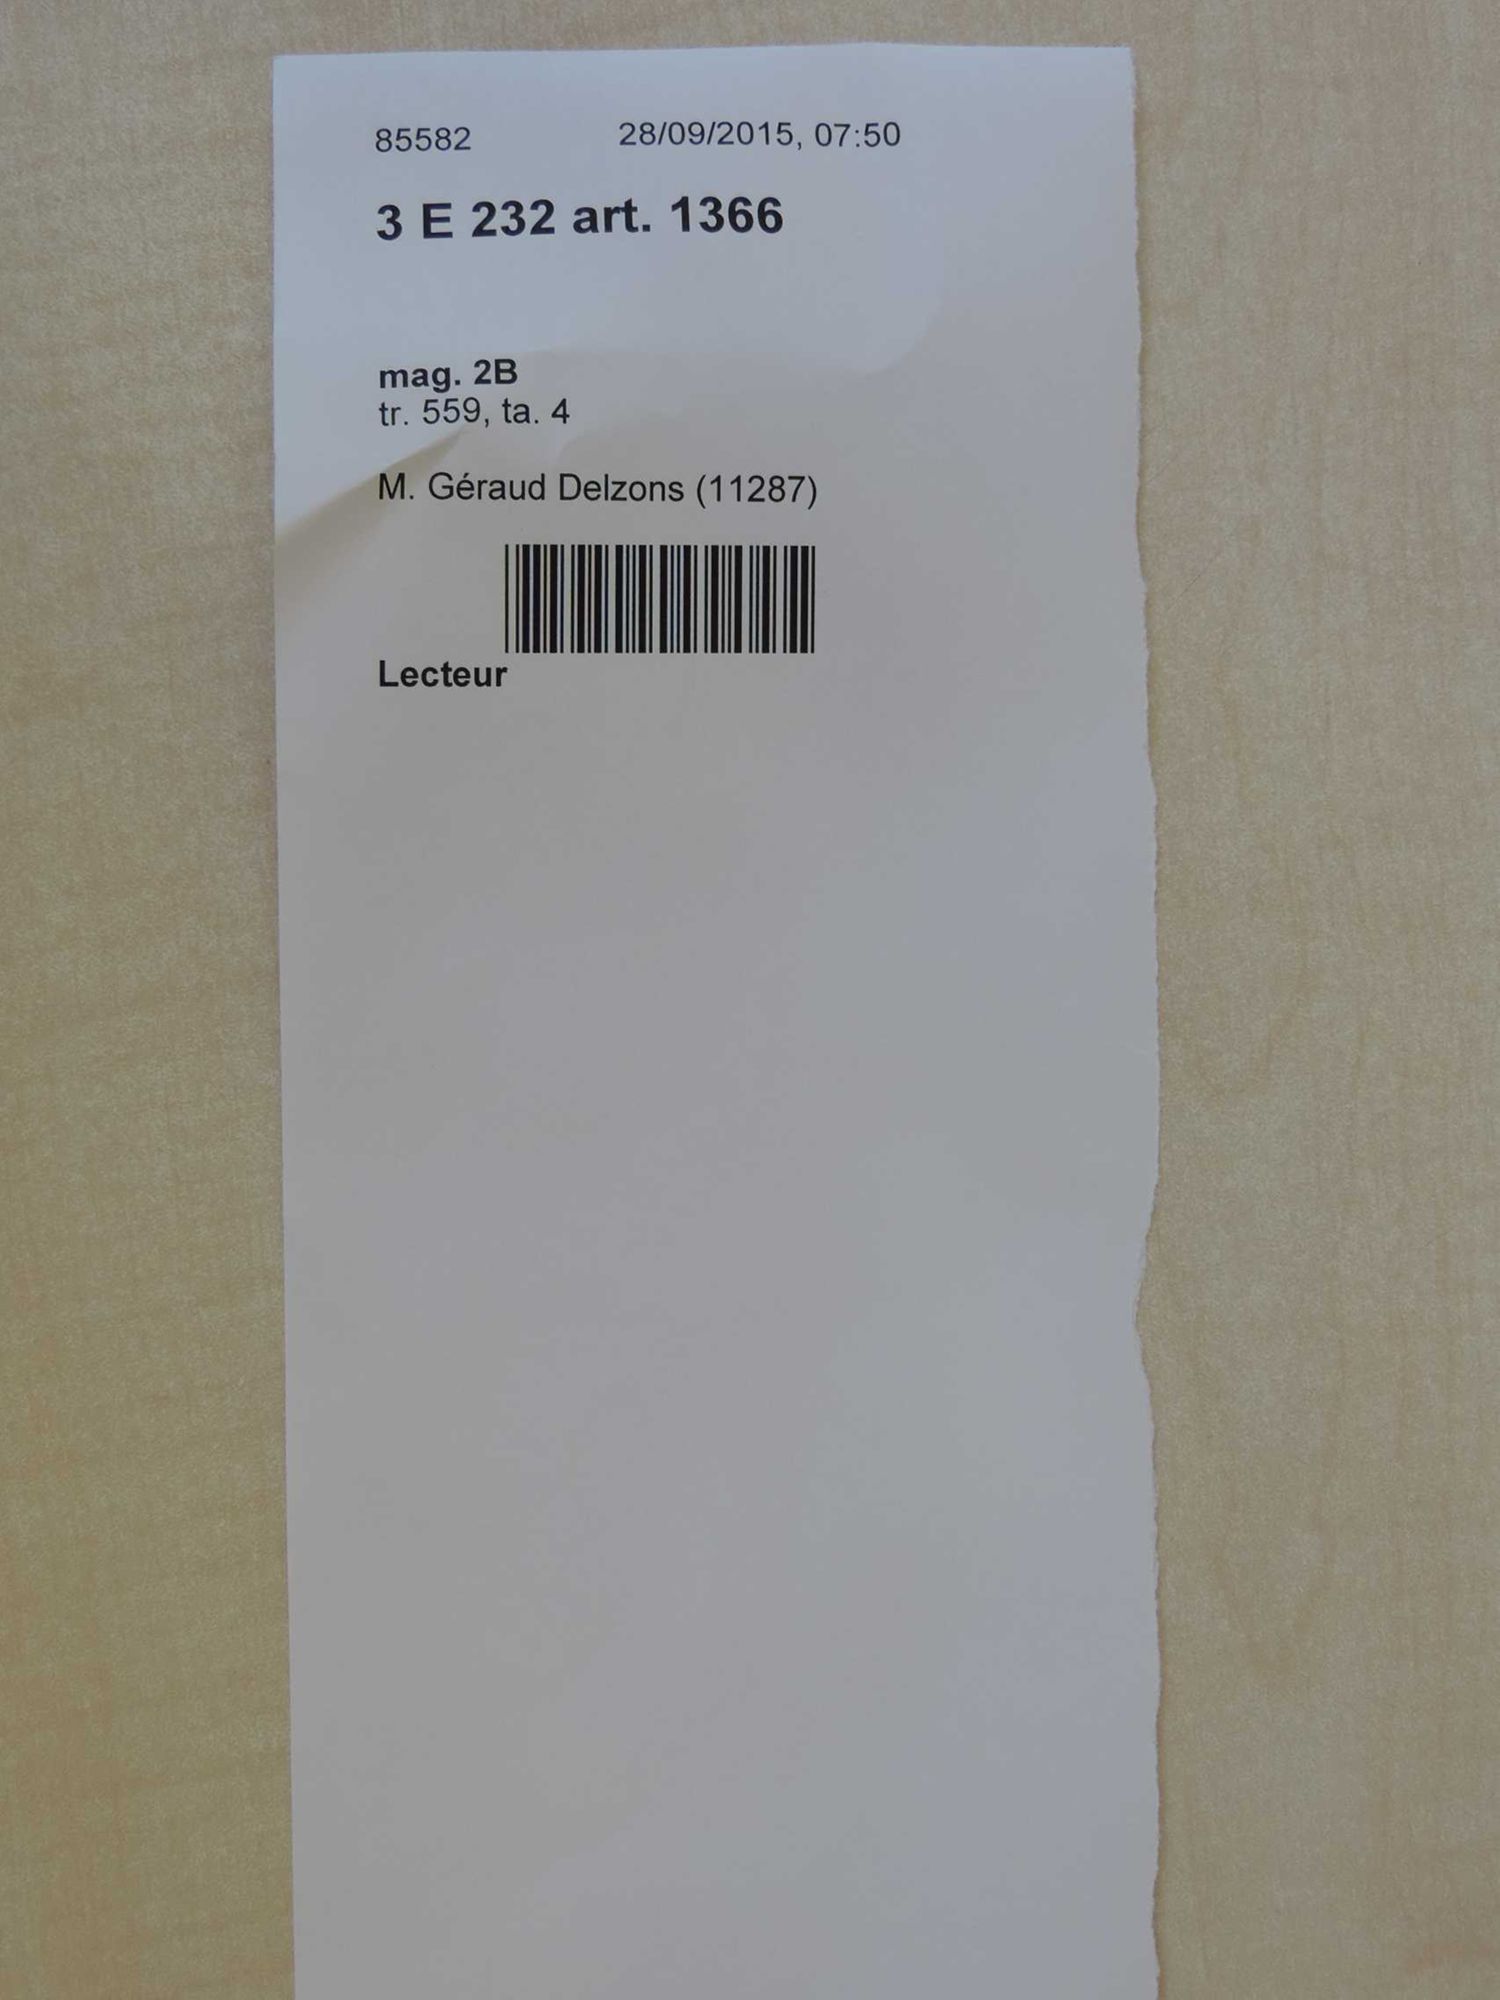 85582 28/09/2015, 07:50
3 E 232 art. 1366
mag. 2B
tr. 559, ta. 4
M. Géraud Delzons (11287)
Lecteur